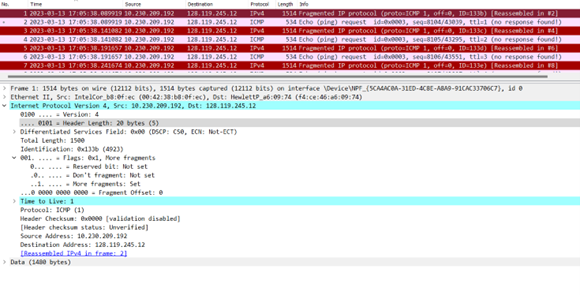 No. Time Source Destination Protocol Length Info
1 2023-03-13 17:05:38.089919 10.230.209.192 128.119.245.12 IPv4 1514 Fragmented IP protocol (proto=ICMP 1, off=0, ID=133b) [Reassembled in #2]
2 2023-03-13 17:05:38.089919 10.230.209.192 128.119.245.12 ICMP 534 Echo (ping) request id=0x0003, seq=8104/43039, ttl=1 (no response found!)
3 2023-03-13 17:05:38.141082 10.230.209.192 128.119.245.12 IPv4 1514 Fragmented IP protocol (proto=ICMP 1, off=0, ID=133c) [Reassembled in #4]
4 2023-03-13 17:05:38.141082 10.230.209.192 128.119.245.12 ICMP 534 Echo (ping) request id=0x0003, seq=8105/43295, ttl=2 (no response found!)
5 2023-03-13 17:05:38.191657 10.230.209.192 128.119.245.12 IPv4 1514 Fragmented IP protocol (proto=ICMP 1, off=0, ID=133d) [Reassembled in #6]
6 2023-03-13 17:05:38.191657 10.230.209.192 128.119.245.12 ICMP 534 Echo (ping) request id=0x0003, seq=8106/43551, ttl=3 (no response found!)
7 2023-03-13 17:05:38.10.230.209.192 128.119.245.12 IPv4 1514 Fragmented IP protocol (proto=ICMP 1, off=0, ID=133e) [Reassembled in #8]
Frame 1: 1514 bytes on wire (12112 bits), 1514 bytes captured (12112 bits) on interface \Device\NPF_{5CAAAC0A-31ED-4CBE-A8A9-91CAC33706C7}, id 0
Ethernet II, Src: IntelCor_b8:0f:ec (00:42:38:b8:0f:ec), Dst: HewlettP_a6:09:74 (f4:ce:46:a6:09:74)
Internet Protocol Version 4, Src: 10.230.209.192, Dst: 128.119.245.12
0100 .... = Version: 4
.... 0101 = Header Length: 20 bytes (5)
Differentiated Services Field: 0x00 (DSCP: CS0, ECN: Not-ECT)
Total Length: 1500
Identification: 0x133b (4923)
001. .... = Flags: 0x1, More fragments
0... .... = Reserved bit: Not set
.0.. .... = Don't fragment: Not set
..1. .... = More fragments: Set
...0 0000 0000 0000 = Fragment Offset: 0
Time to Live: 1
Protocol: ICMP (1)
Header Checksum: 0x0000 [validation disabled]
[Header checksum status: Unverified]
Source Address: 10.230.209.192
Destination Address: 128.119.245.12
[Reassembled IPv4 in frame: 2]
Data (1480 bytes)